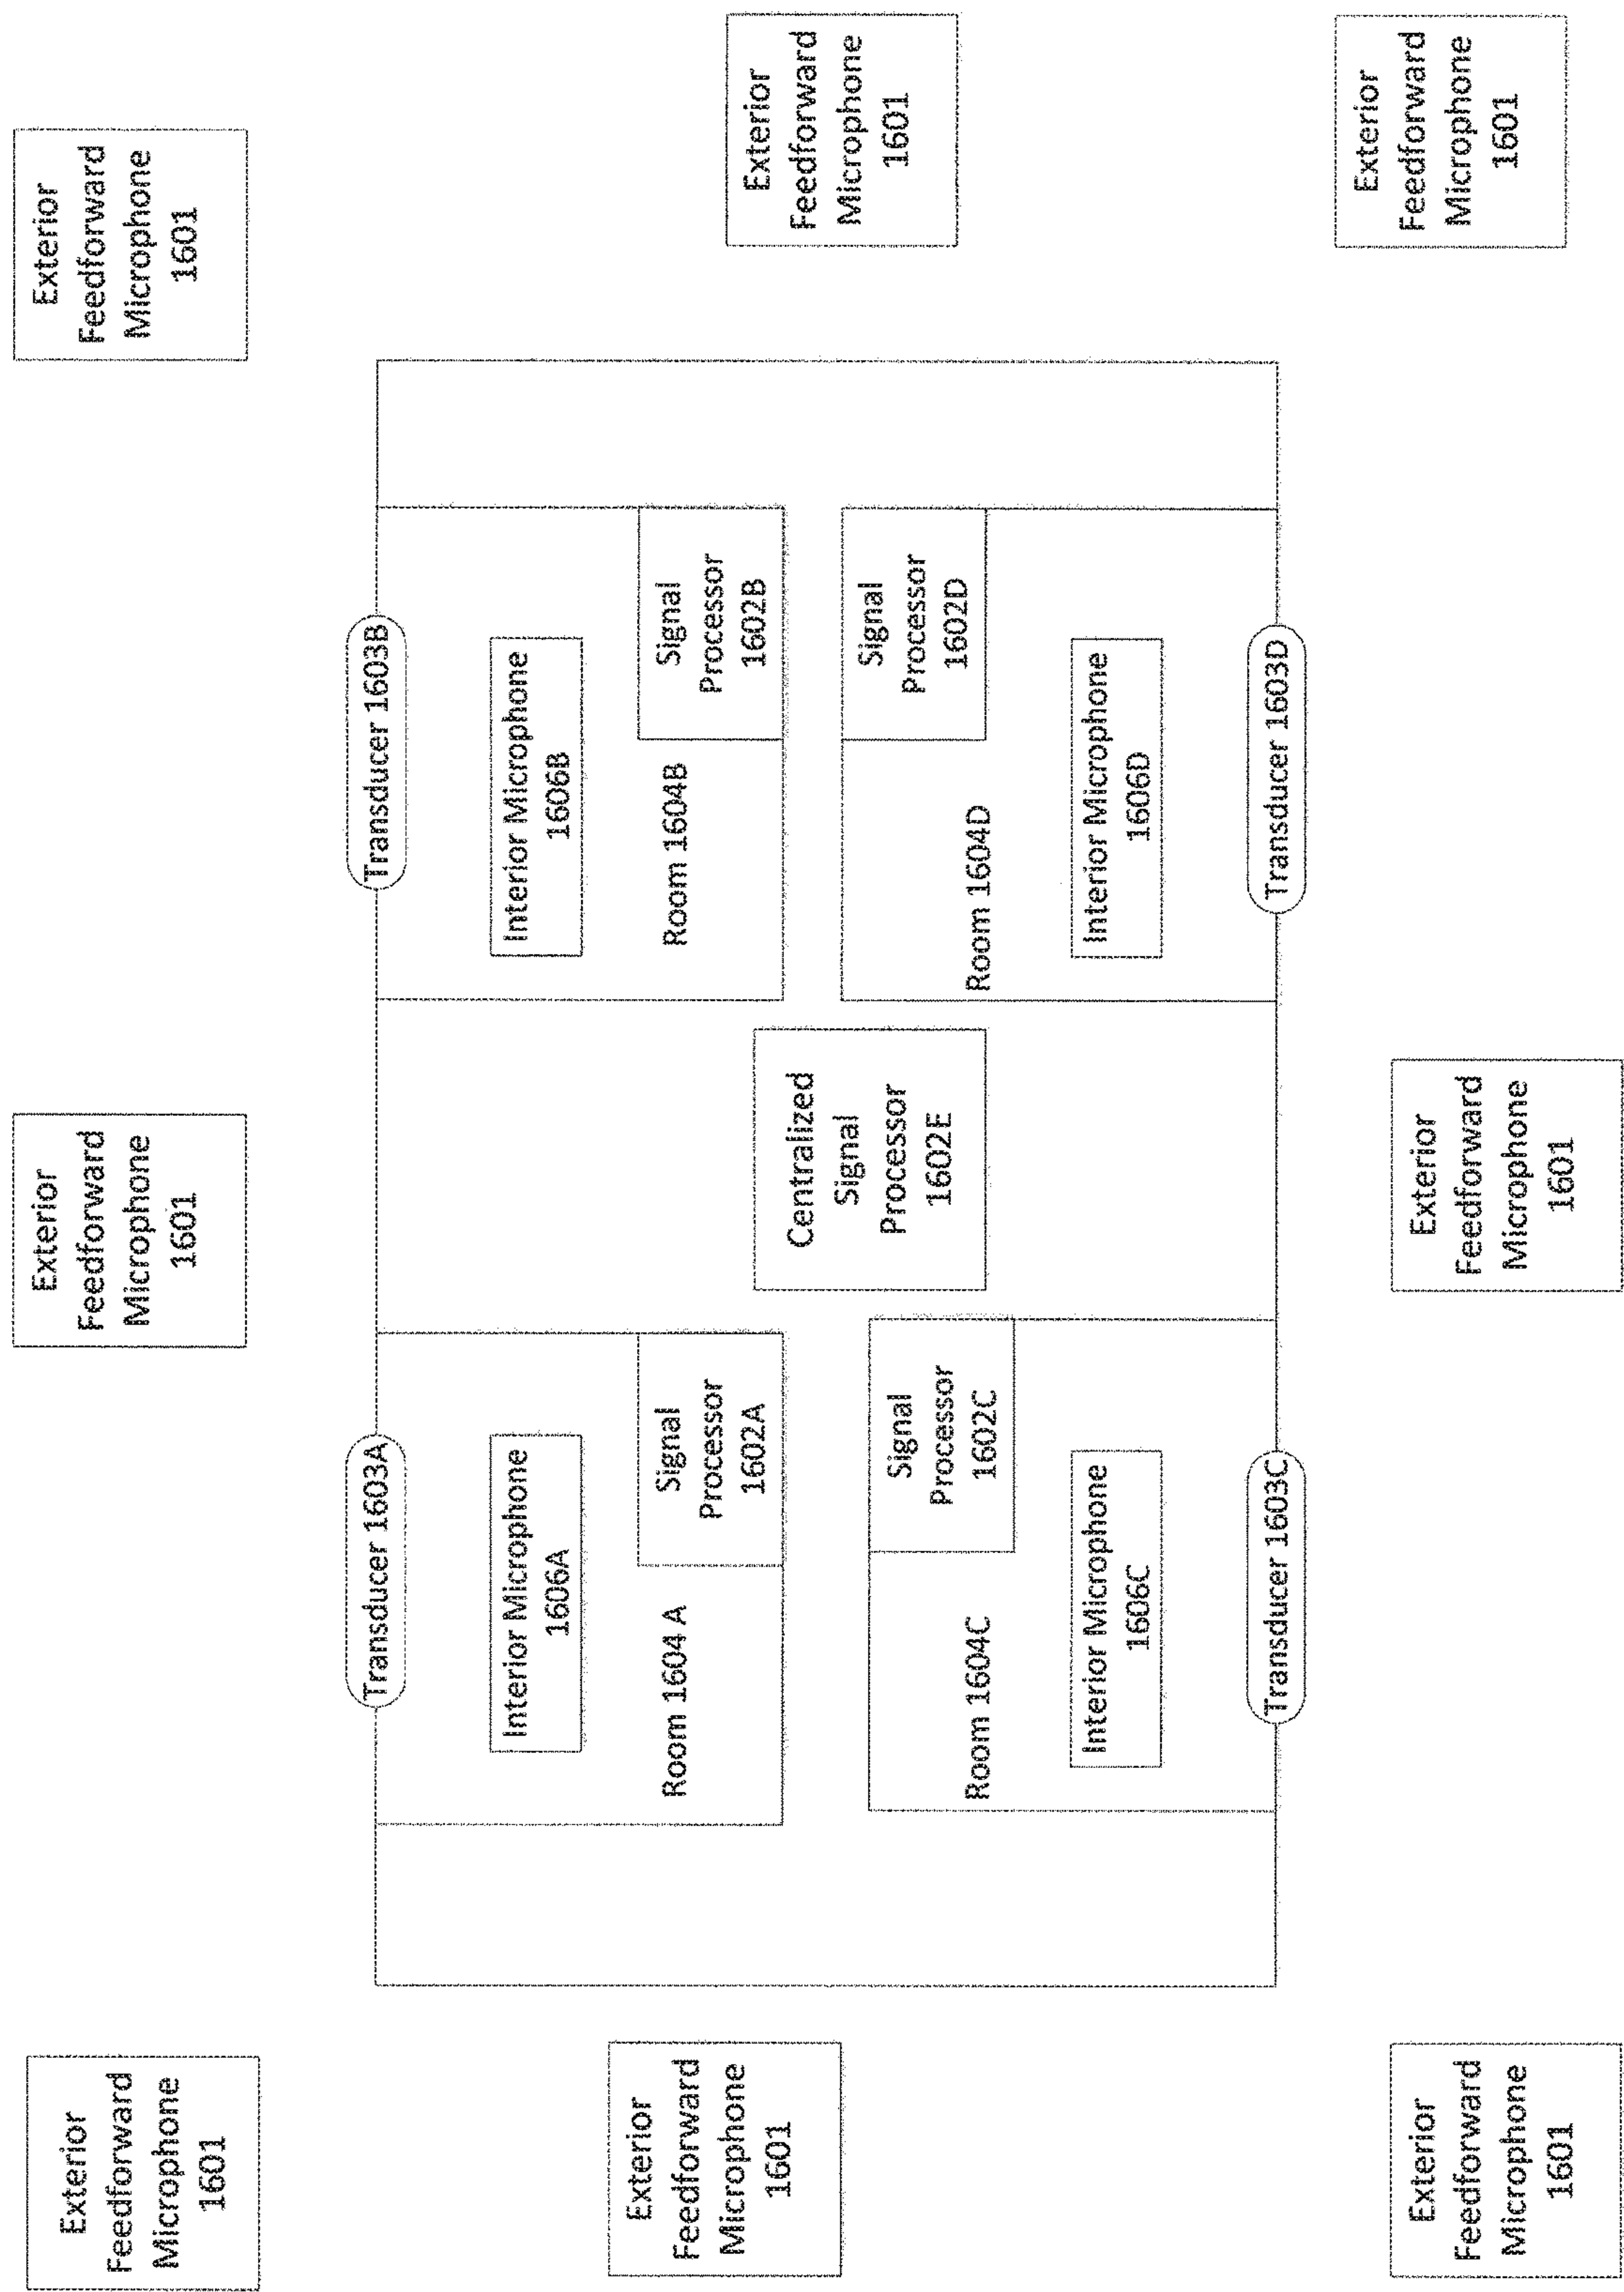 Exterior
Feedforward
Microphone
1601
Exterior
Feedforward
Microphone
1601
Exterior
Feedforward
Microphone
1601
Transducer 1603A
Transducer 1603B
Interior Microphone
1606A
Interior Microphone
1606B
Room 1604 A
Signal
Processor
1602A
Room 1604B
Signal
Processor
1602B
Exterior
Feedforward
Microphone
1601
Centralized
Signal
Processor
1602E
Exterior
Feedforward
Microphone
1601
Signal
Processor
1602C
Room 1604C
Signal
Processor
1602D
Room 1604D
Interior Microphone
1606C
Interior Microphone
1606D
Transducer 1603C
Transducer 1603D
Exterior
Feedforward
Microphone
1601
Exterior
Feedforward
Microphone
1601
Exterior
Feedforward
Microphone
1601